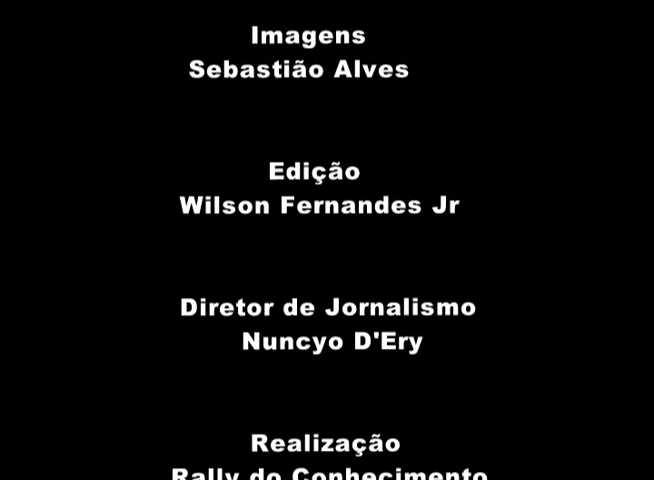 Imagens
Sebastião Alves
Edição
Wilson Fernandes Jr
Diretor de Jornalismo
Nuncyo D'Ery
Realização
Rally do Conhecimento